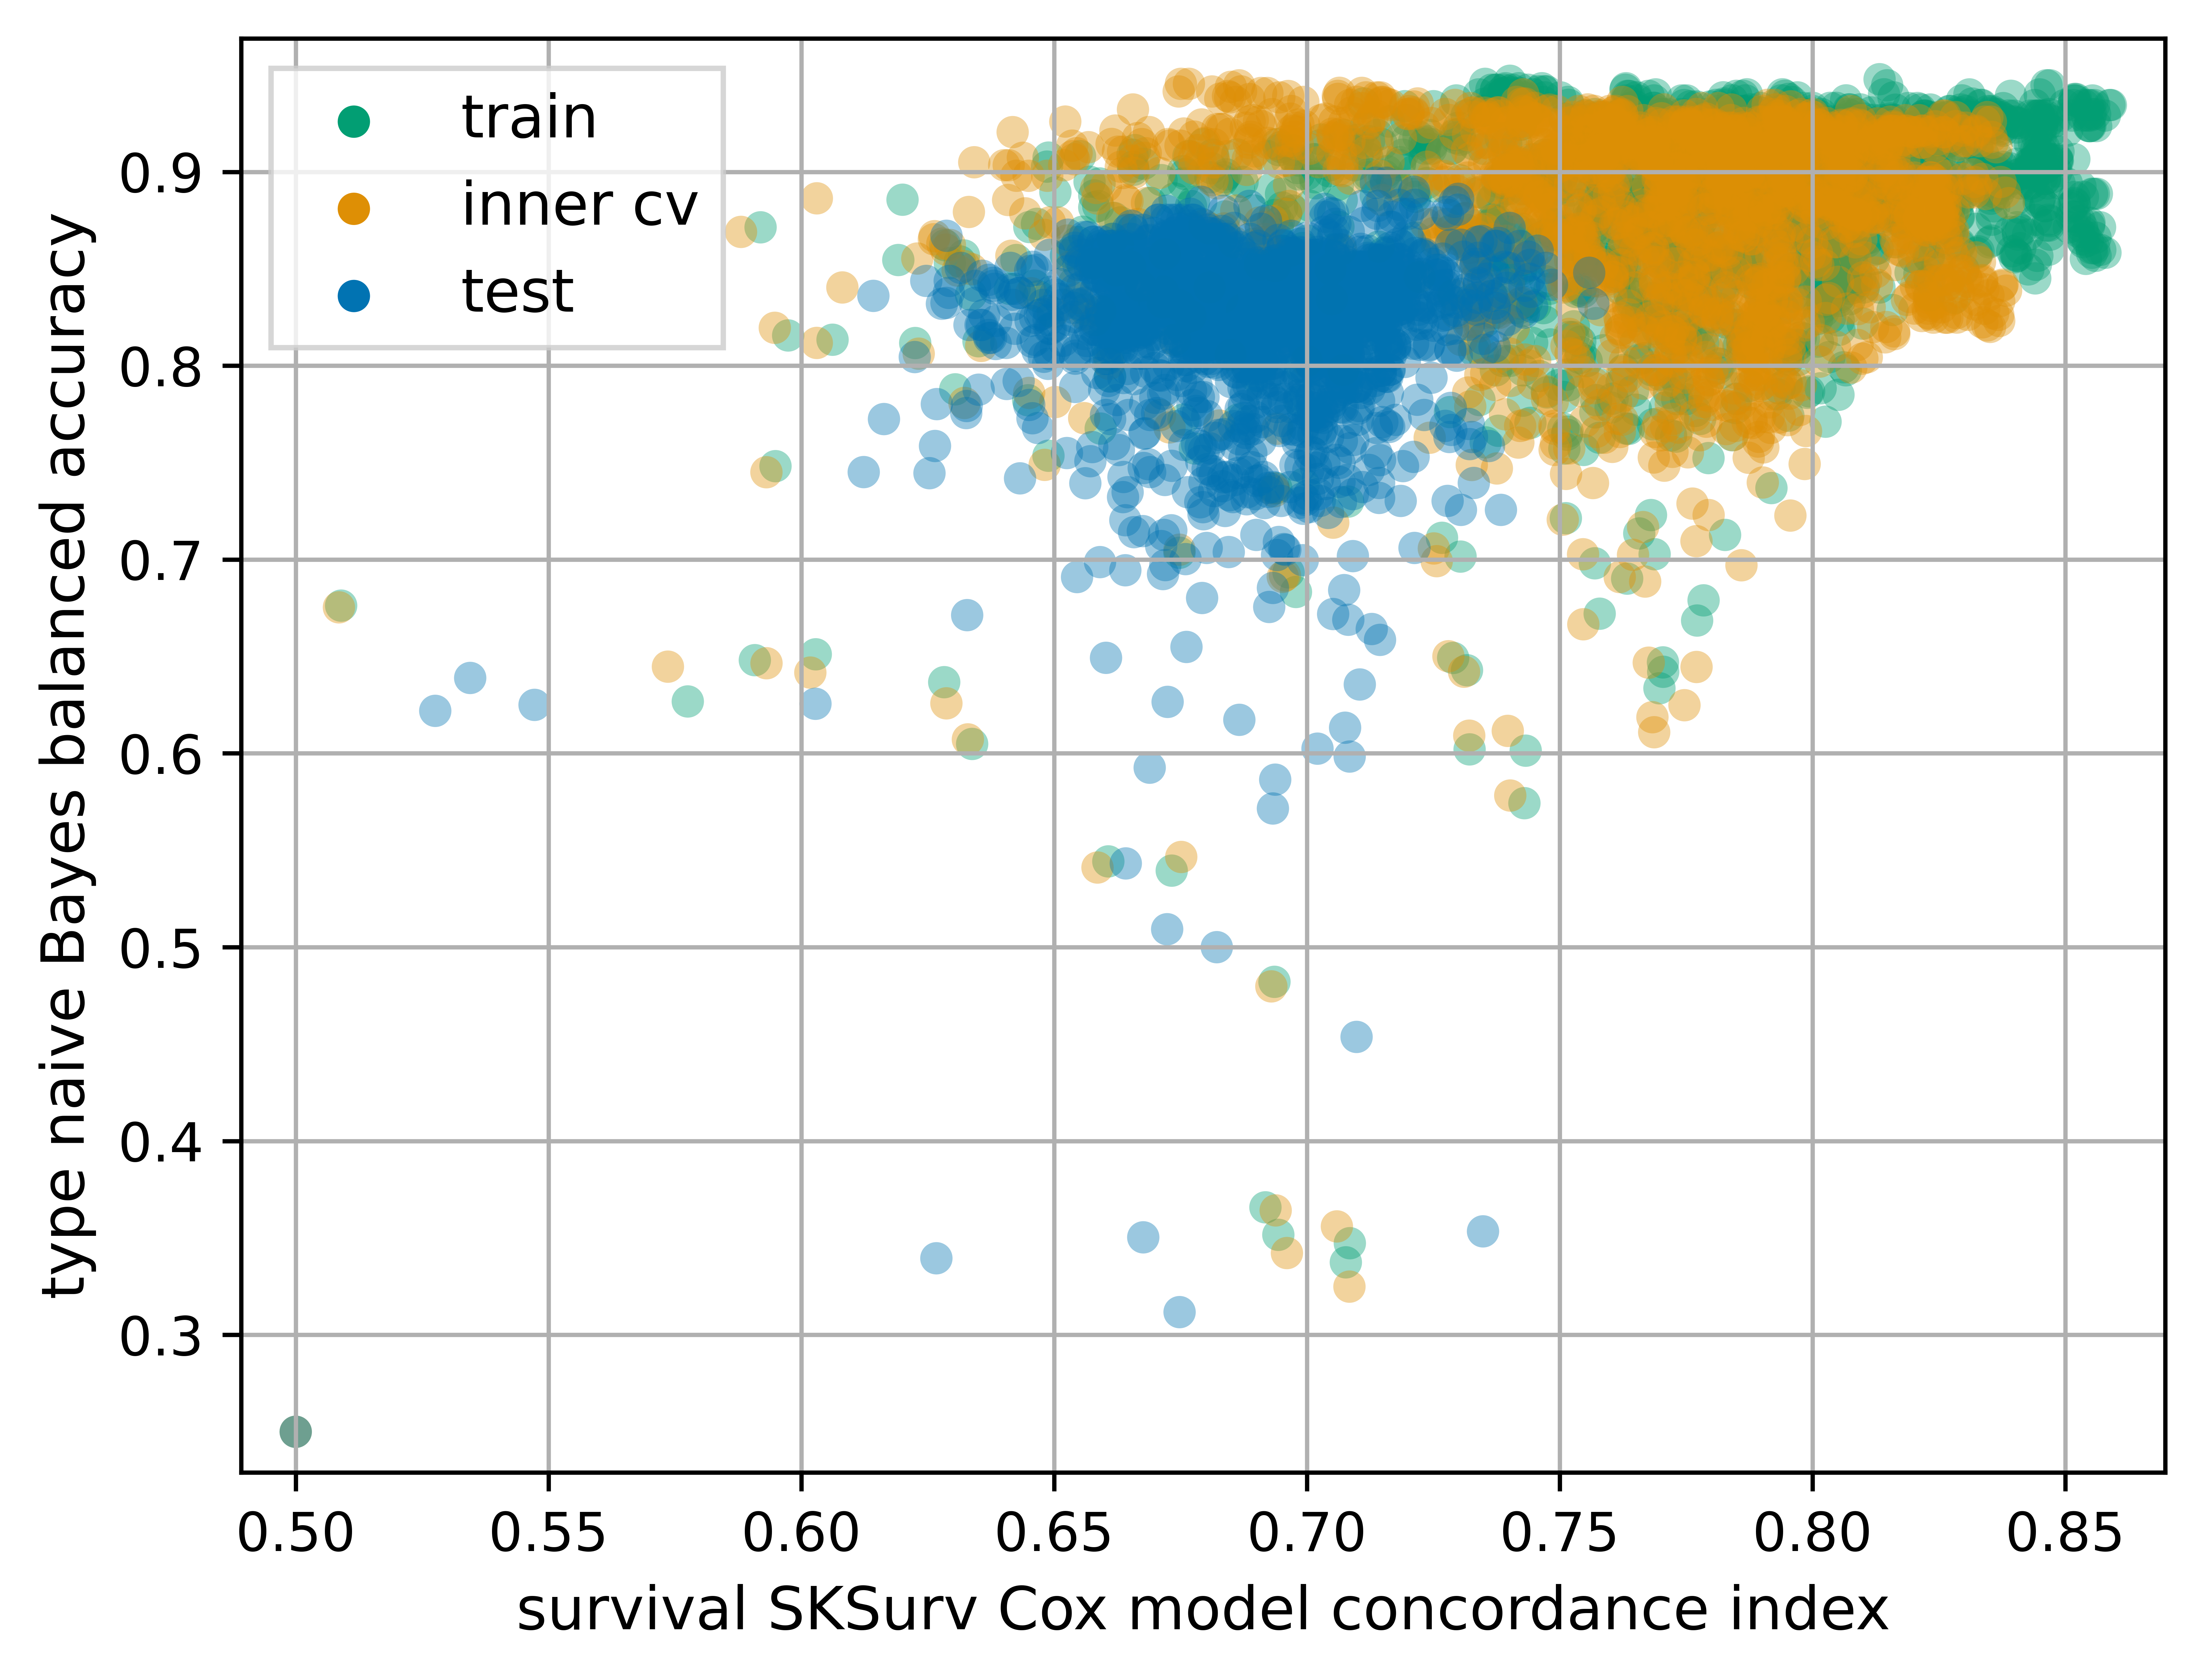 train
inner cv
test
type naive Bayes balanced accuracy
0.9
0.8
0.7
0.6
0.5
0.4
0.3
0.50 0.55 0.60 0.65 0.70 0.75 0.80 0.85
survival SKSurv Cox model concordance index